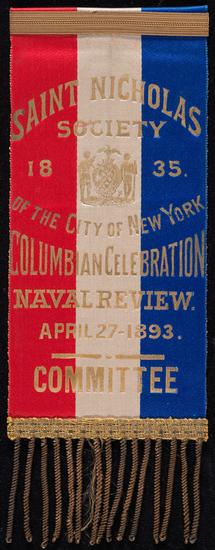 SAINT NICHOLAS
SOCIETY
18 35.
OF THE CITY OF NEW YORK
COLUMBIAN CELEBRATION
NAVAL REVIEW.
APRIL 27-1893.
COMMITTEE